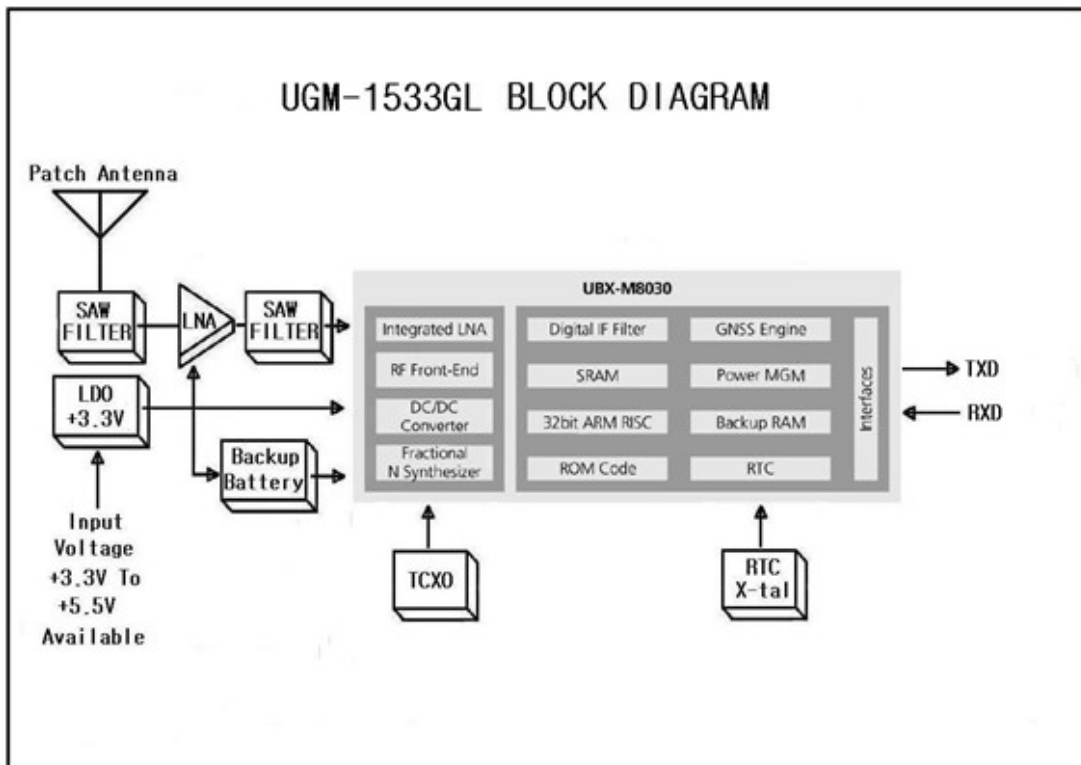 UGM-1533GL BLOCK DIAGRAM
Patch Antenna
SAW
FILTER
LNA
SAW
FILTER
LDO
+3.3V
Backup
Battery
Input
Voltage
+3.3V To
+5.5V
Available
UBX-M8030
Integrated LNA
RF Front-End
DC/DC
Converter
Fractional
N Synthesizer
Digital IF Filter
SRAM
32bit ARM RISC
ROM Code
GNSS Engine
Power MGM
Backup RAM
RTC
Interfaces
TXD
RXD
TCXO
RTC
X-tal